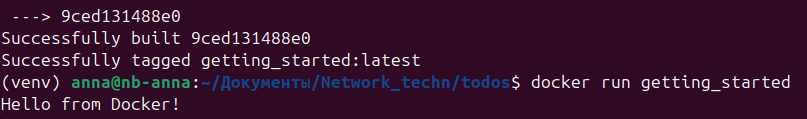 ---> 9ced131488e0
Successfully built 9ced131488e0
Successfully tagged getting_started:latest
(venv) anna@nb-anna:~/Документы/Network_techn/todos$ docker run getting_started
Hello from Docker!